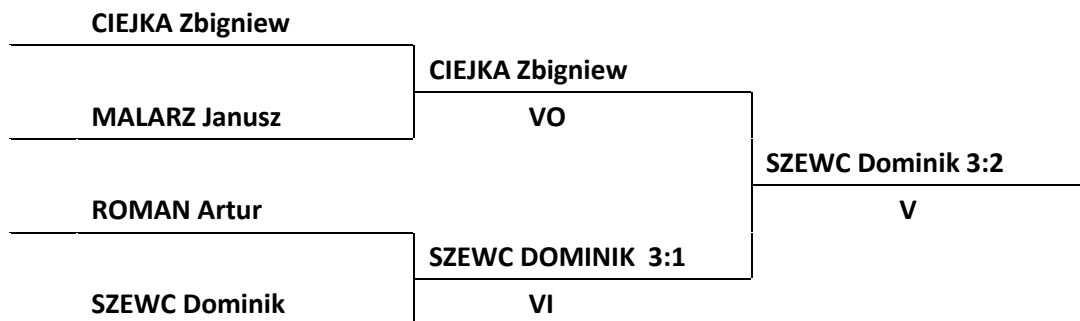 CIEJKA Zbigniew
CIEJKA Zbigniew
MALARZ Janusz
VO
SZEWC Dominik 3:2
ROMAN Artur
V
SZEWC DOMINIK 3:1
SZEWC Dominik
VI